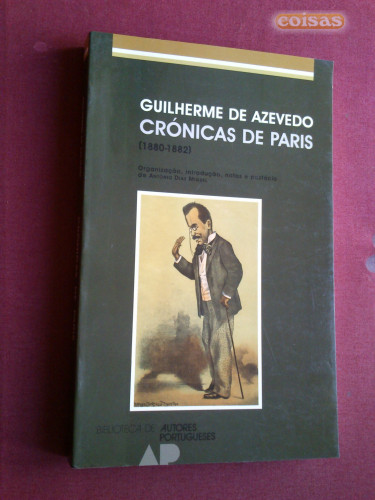 coisas
GUILHERME DE AZEVEDO
CRÓNICAS DE PARIS
(1880-1882)
Organização, introdução, notas e
de António Dias Miguel
BIBLIOTECA DE AUTORES
PORTUGUESES
AP